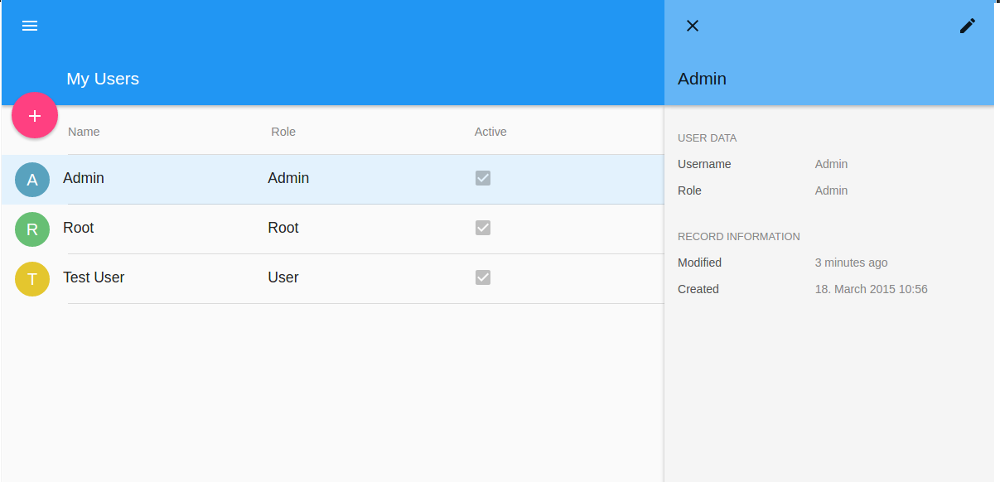 My Users
Name Role Active
A Admin Admin
R Root Root
T Test User User
Admin
USER DATA
Username Admin
Role Admin
RECORD INFORMATION
Modified 3 minutes ago
Created 18. March 2015 10:56